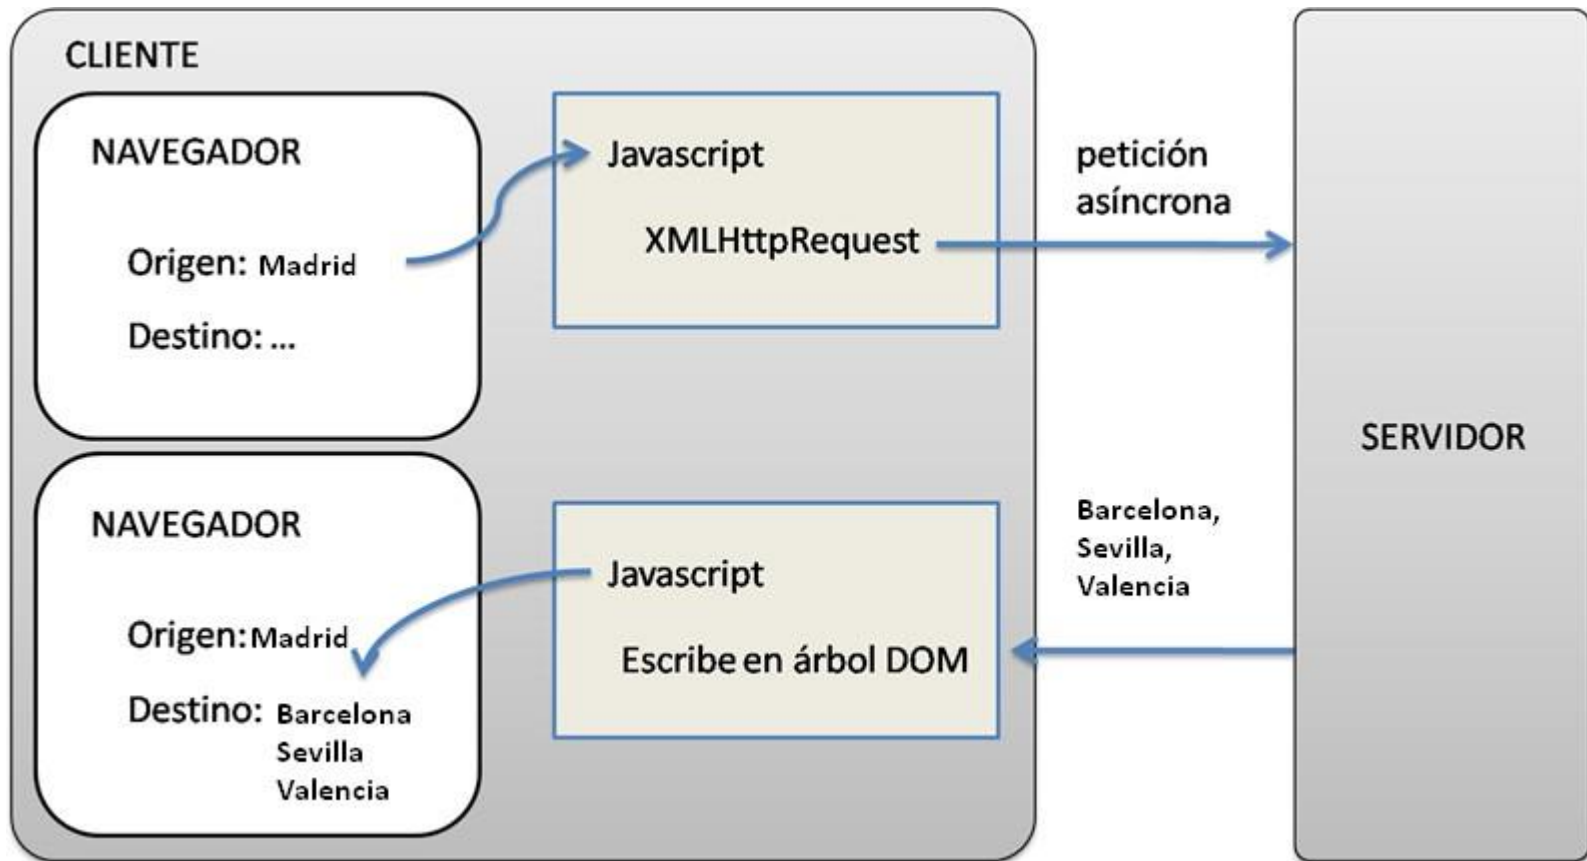 CLIENTE
NAVEGADOR
Origen: Madrid
Destino: ...
Javascript
XMLHttpRequest
petición
asíncrona
SERVIDOR
NAVEGADOR
Origen: Madrid
Destino: Barcelona
Sevilla
Valencia
Javascript
Escribe en árbol DOM
Barcelona,
Sevilla,
Valencia